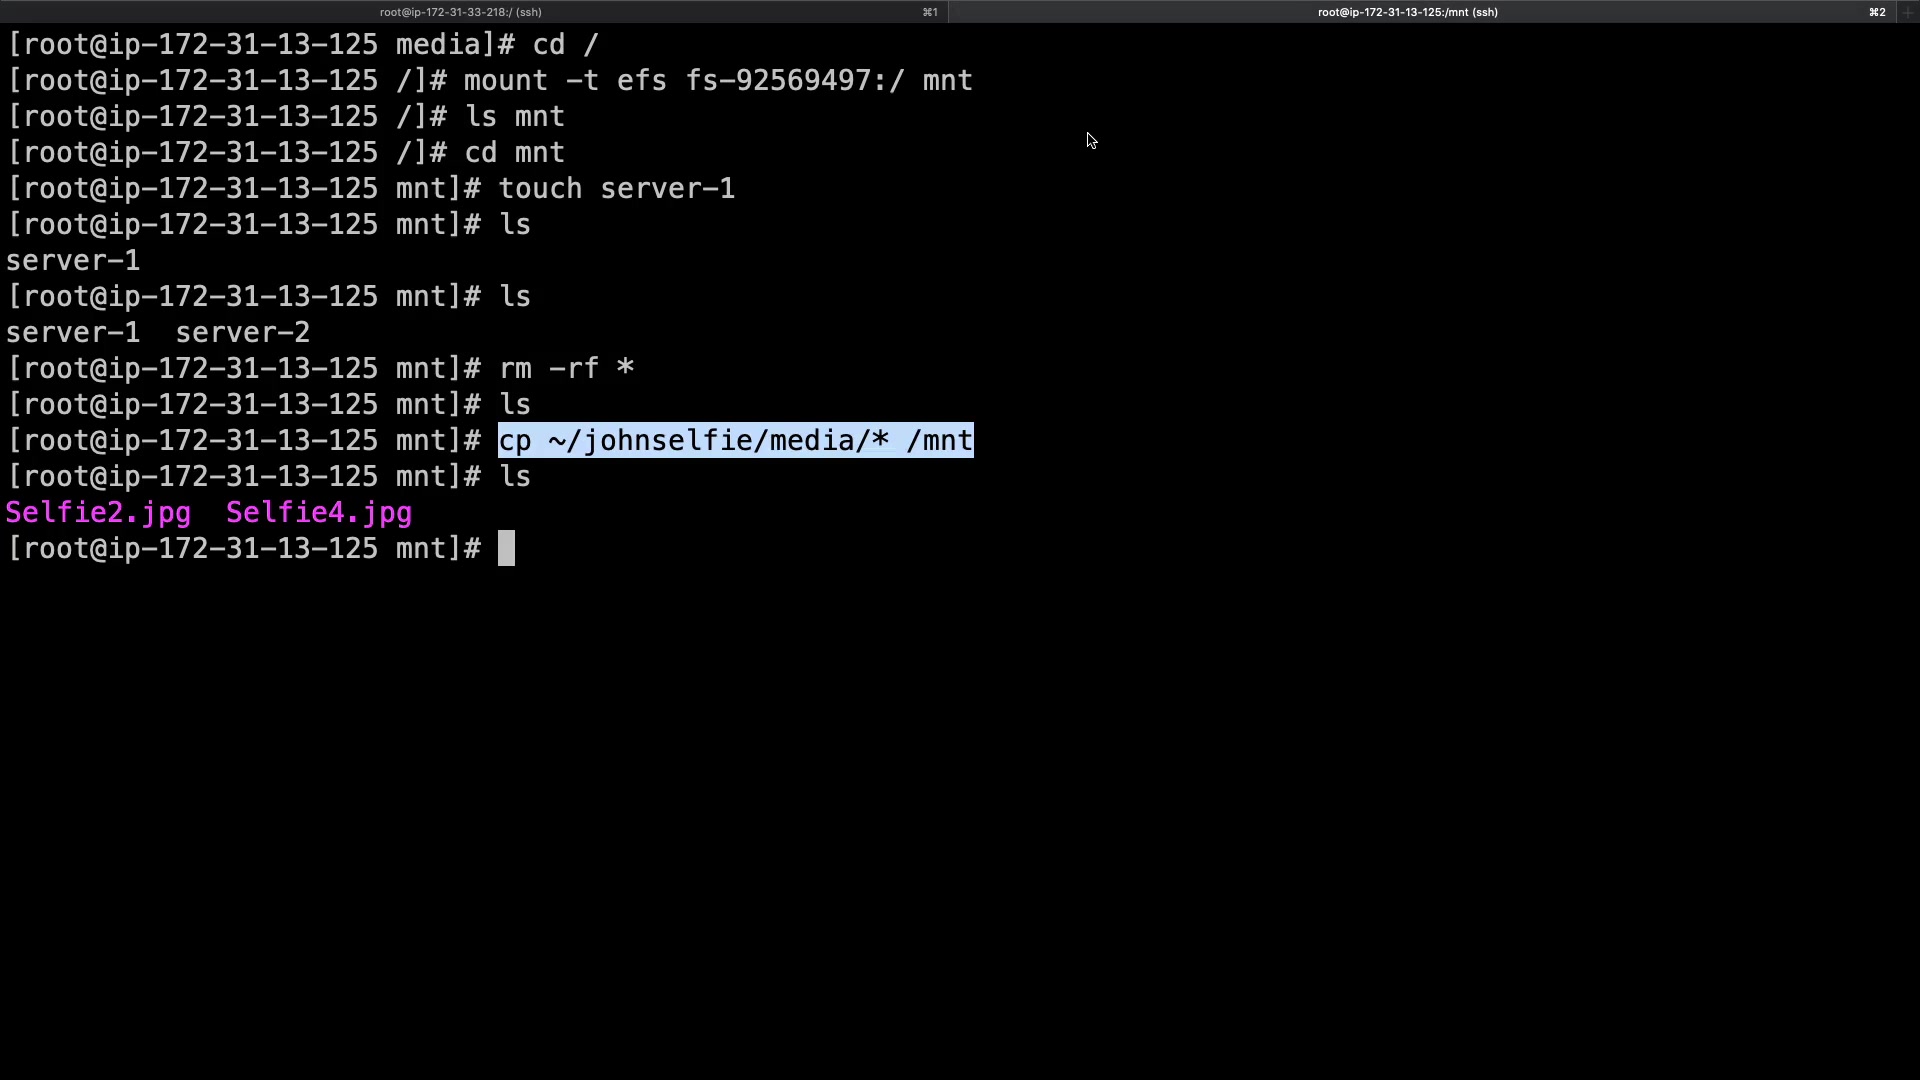 root@ip-172-31-33-218:/ (ssh) ⌘1 root@ip-172-31-13-125:/mnt (ssh) ⌘2 +
[root@ip-172-31-13-125 media]# cd /
[root@ip-172-31-13-125 /]# mount -t efs fs-92569497:/ mnt
[root@ip-172-31-13-125 /]# ls mnt
[root@ip-172-31-13-125 /]# cd mnt
[root@ip-172-31-13-125 mnt]# touch server-1
[root@ip-172-31-13-125 mnt]# ls
server-1
[root@ip-172-31-13-125 mnt]# ls
server-1  server-2
[root@ip-172-31-13-125 mnt]# rm -rf *
[root@ip-172-31-13-125 mnt]# ls
[root@ip-172-31-13-125 mnt]# cp ~/johnselfie/media/* /mnt
[root@ip-172-31-13-125 mnt]# ls
Selfie2.jpg  Selfie4.jpg
[root@ip-172-31-13-125 mnt]#